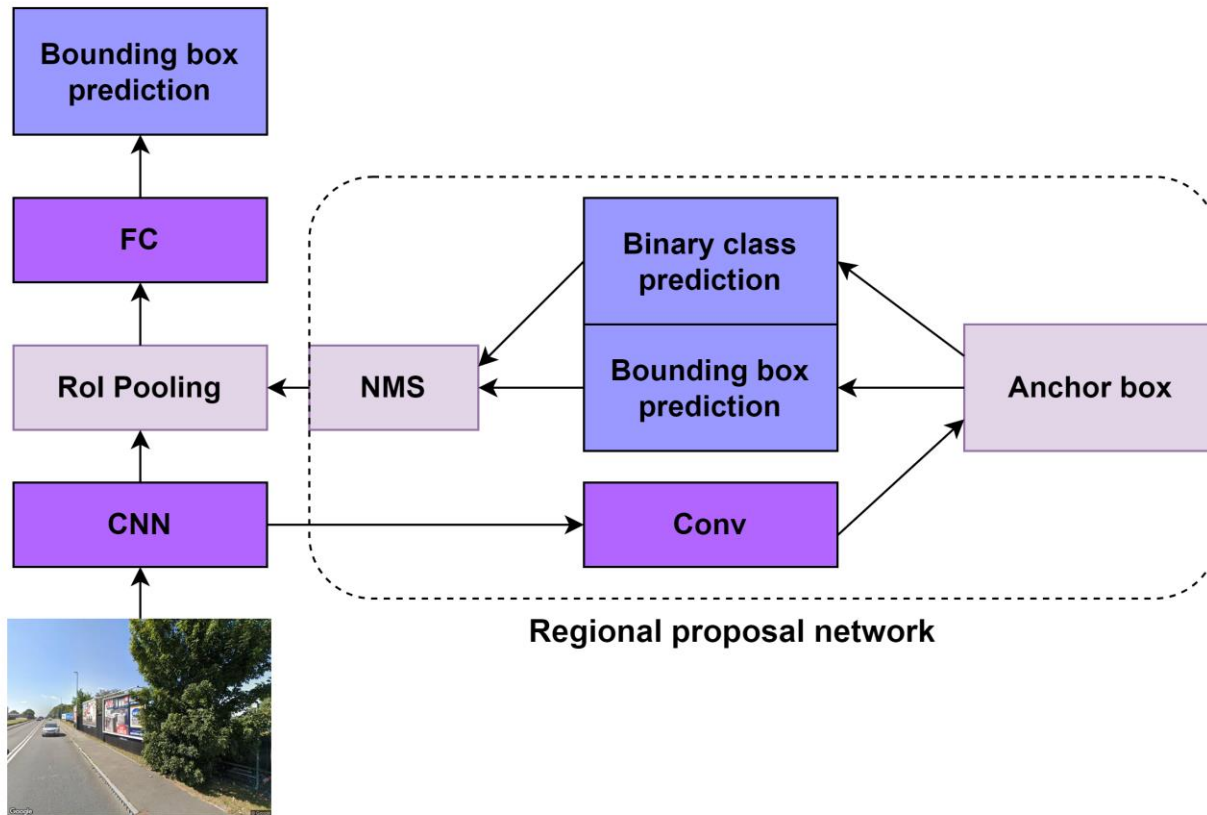 Bounding box
prediction
FC
Binary class
prediction
RoI Pooling
NMS
Bounding box
prediction
Anchor box
CNN
Conv
Regional proposal network
Google